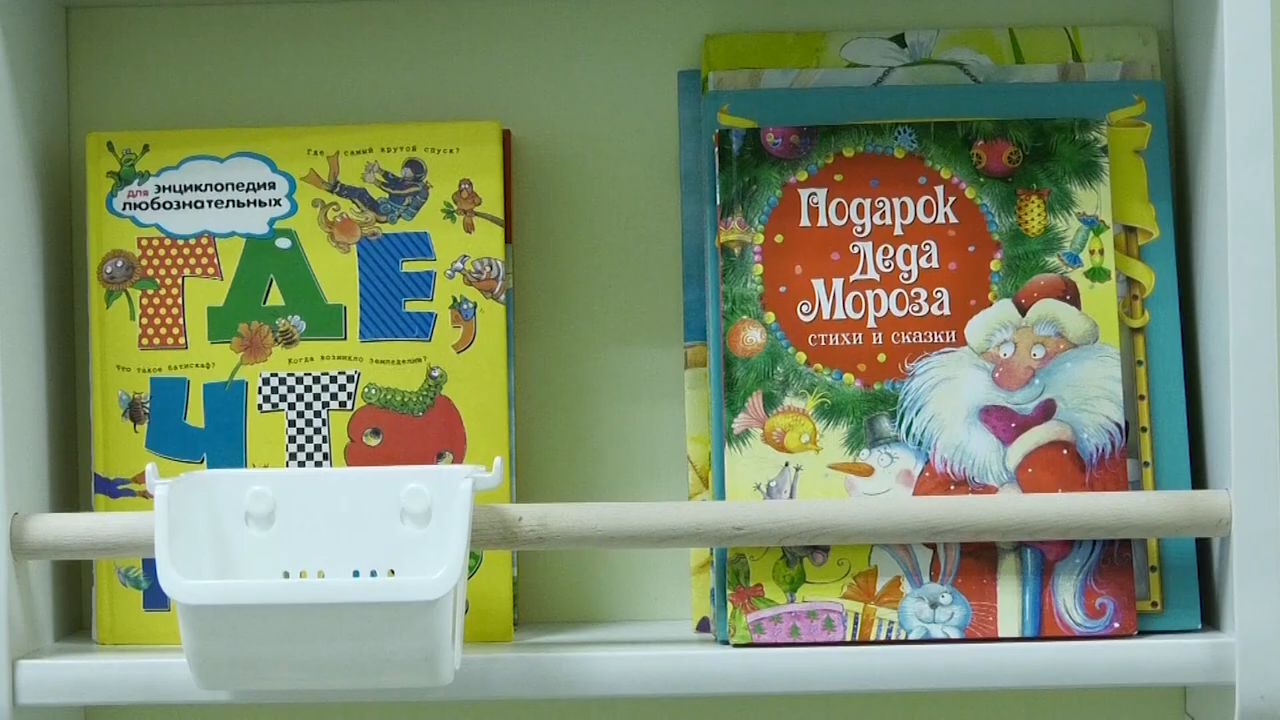 для энциклопедия
любознательных
Где самый крутой спуск?
ГДЕ,
Что такое батискаф?
Когда возникло земледелие?
ЧТО
Подарок
Деда
Мороза
стихи и сказки